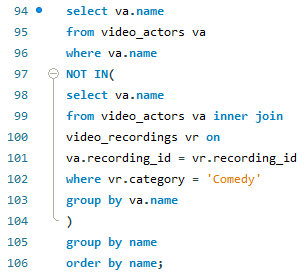 94 select va.name
95 from video_actors va
96 where va.name
97 NOT IN(
98 select va.name
99 from video_actors va inner join
100 video_recordings vr on
101 va.recording_id = vr.recording_id
102 where vr.category = 'Comedy'
103 group by va.name
104 )
105 group by name
106 order by name;